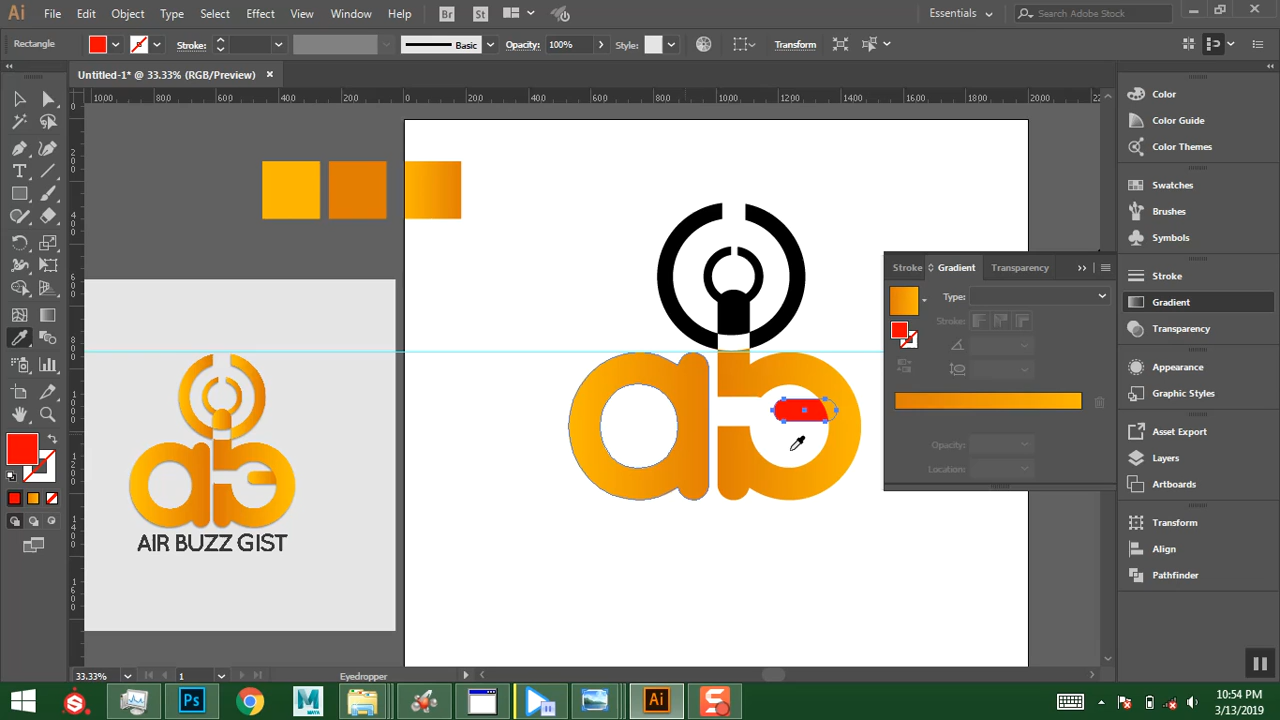 Ai File Edit Object Type Select Effect View Window Help Br St Essentials Search Adobe Stock
Rectangle Stroke: Basic Opacity: 100% Style: Transform
Untitled-1* @ 33.33% (RGB/Preview)
1000 800 600 400 200 0 200 400 600 800 1000 1200 1400 1600 1800 2000
Color
Color Guide
Color Themes
Swatches
Brushes
Symbols
Stroke
Gradient
Transparency
Appearance
Graphic Styles
Asset Export
Layers
Artboards
Transform
Align
Pathfinder
Stroke Gradient Transparency
Type:
Stroke:
Opacity:
Location:
AIR BUZZ GIST
33.33% 1 Eyedropper
Ps MAYA Ai S 10:54 PM
3/13/2019